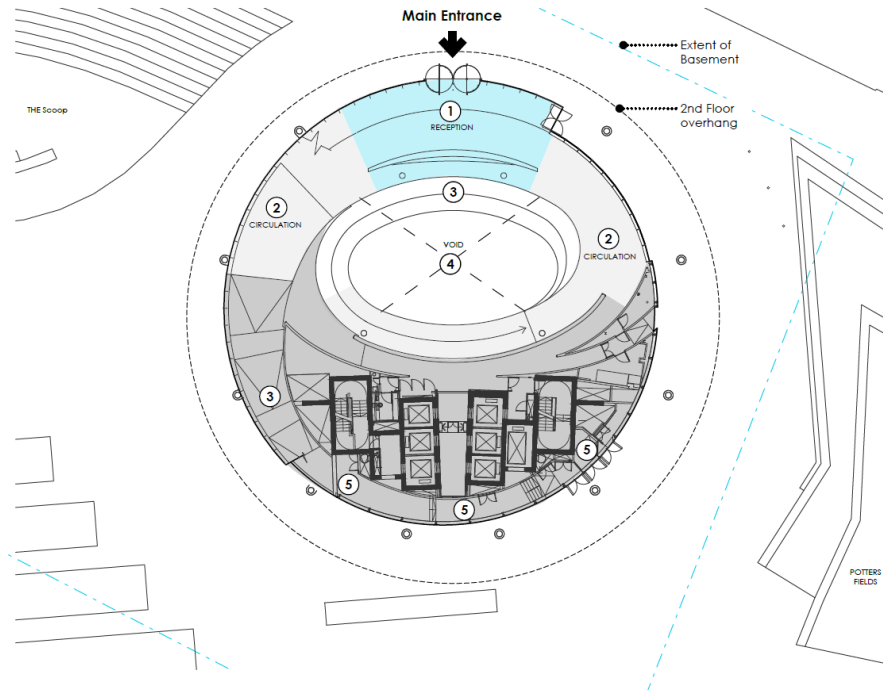 Main Entrance
Extent of
Basement
2nd Floor
overhang
THE Scoop
1
RECEPTION
3
2
CIRCULATION
2
CIRCULATION
VOID
4
3
5
5
5
POTTERS
FIELDS